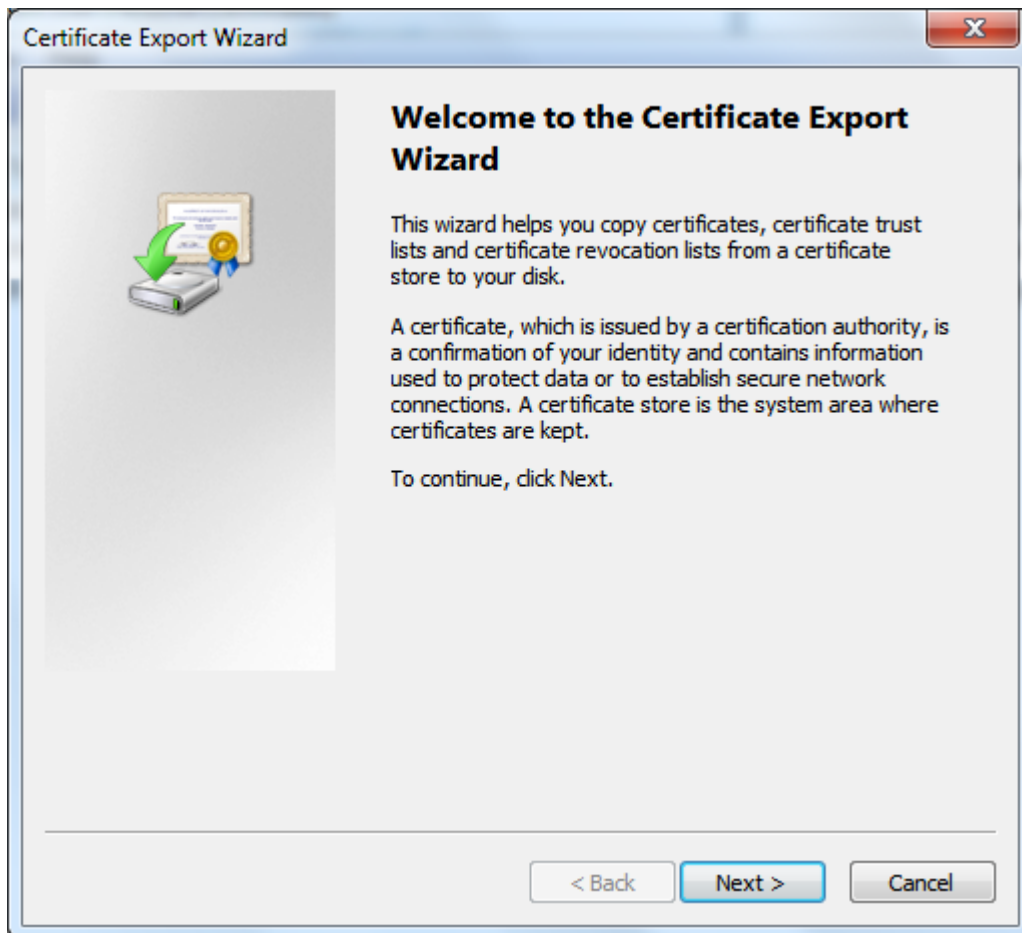 Certificate Export Wizard
Welcome to the Certificate Export
Wizard
This wizard helps you copy certificates, certificate trust
lists and certificate revocation lists from a certificate
store to your disk.
A certificate, which is issued by a certification authority, is
a confirmation of your identity and contains information
used to protect data or to establish secure network
connections. A certificate store is the system area where
certificates are kept.
To continue, click Next.
< Back
Next >
Cancel